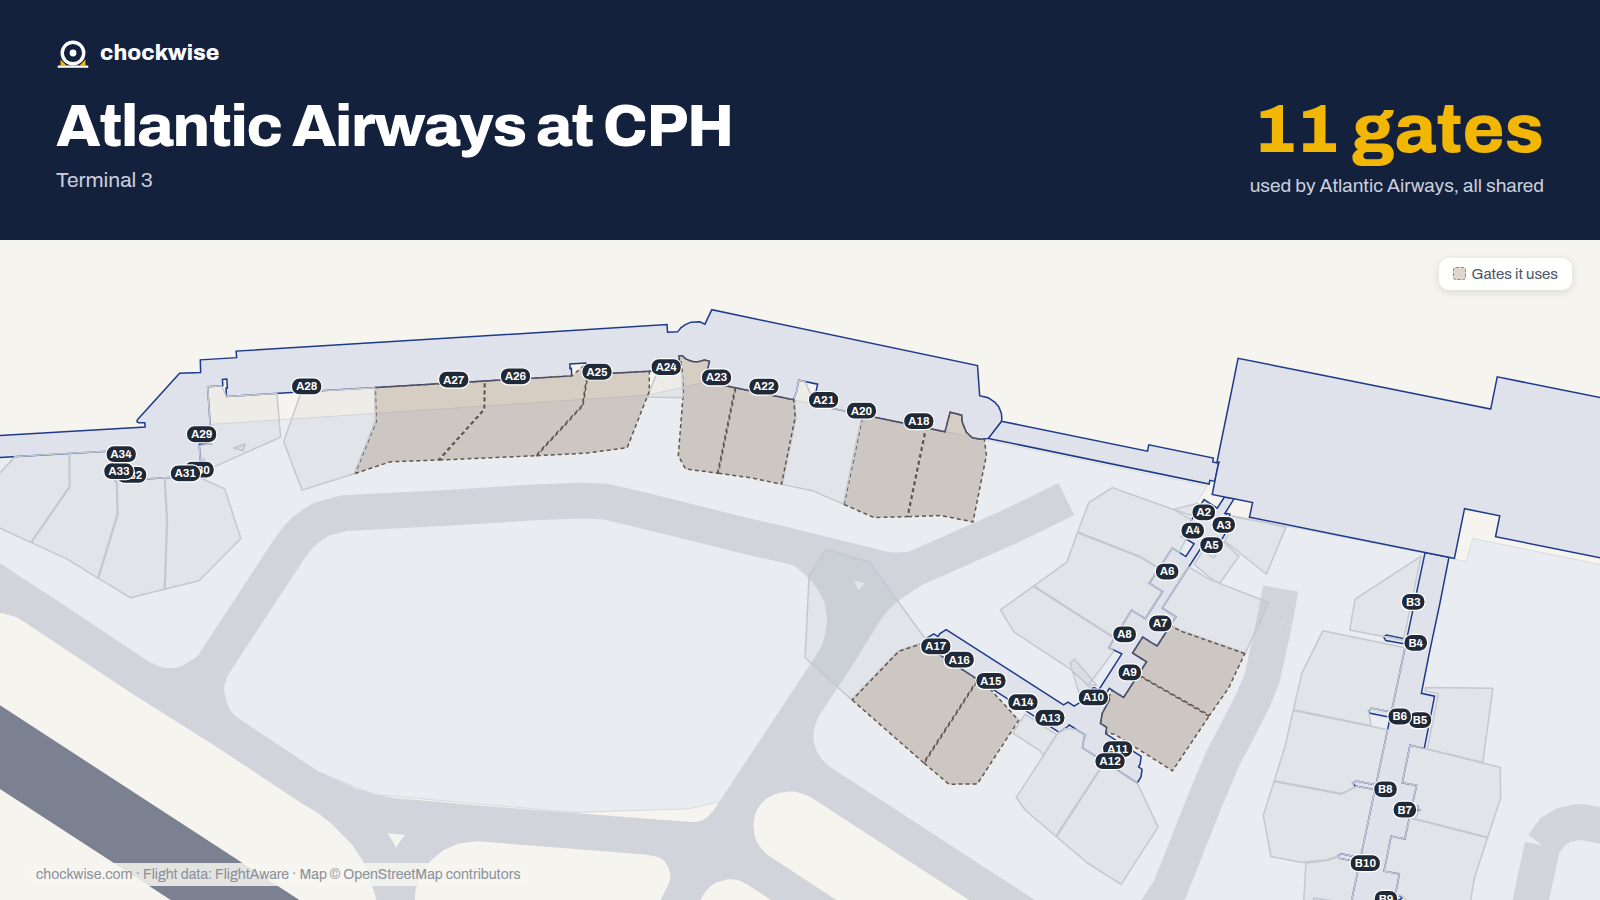 chockwise
Atlantic Airways at CPH
Terminal 3
11 gates
used by Atlantic Airways, all shared
Gates it uses
A24
A25
A26
A27
A28
A23
A22
A21
A20
A18
A29
A34
A33
A31
A2
A3
A4
A5
A6
A7
A8
A9
A10
A17
A16
A15
A14
A13
A11
A12
B3
B4
B6
B5
B8
B7
B10
B9
chockwise.com · Flight data: FlightAware · Map © OpenStreetMap contributors